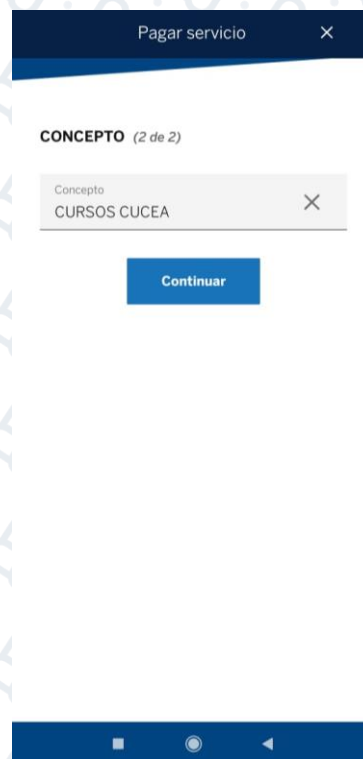 Pagar servicio
CONCEPTO (2 de 2)
Concepto
CURSOS CUCEA
Continuar